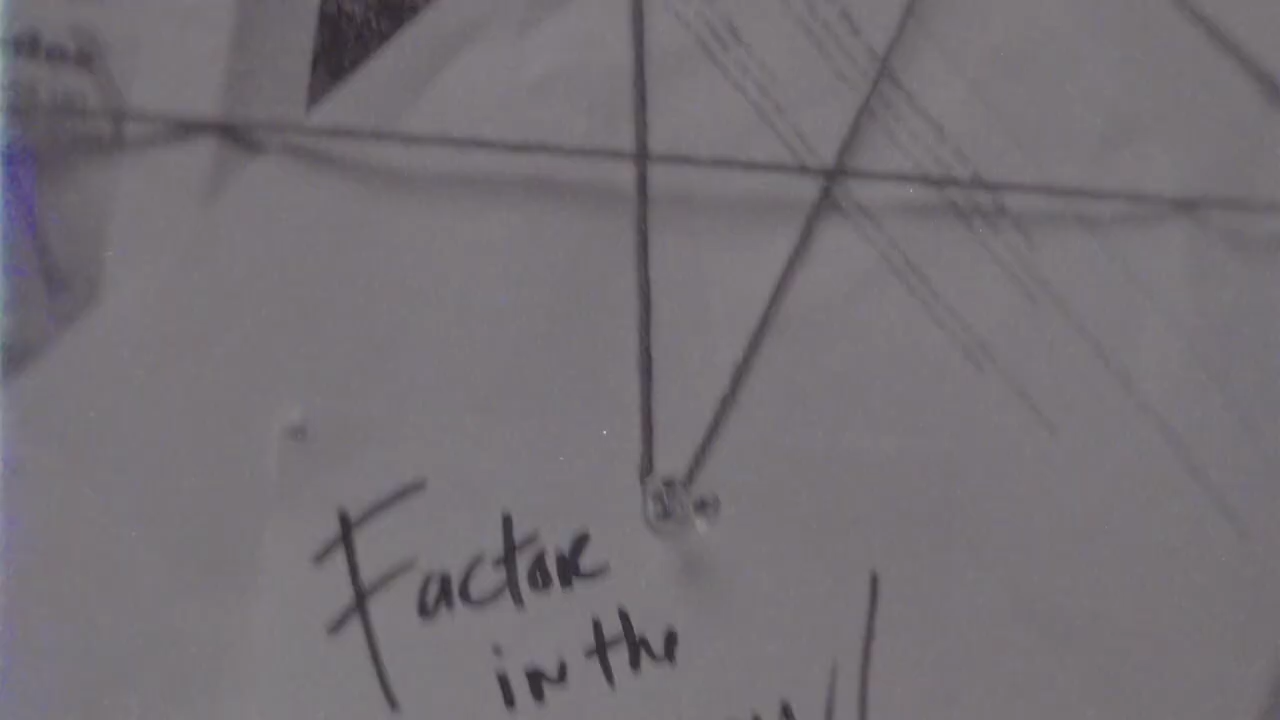 Factor
in the